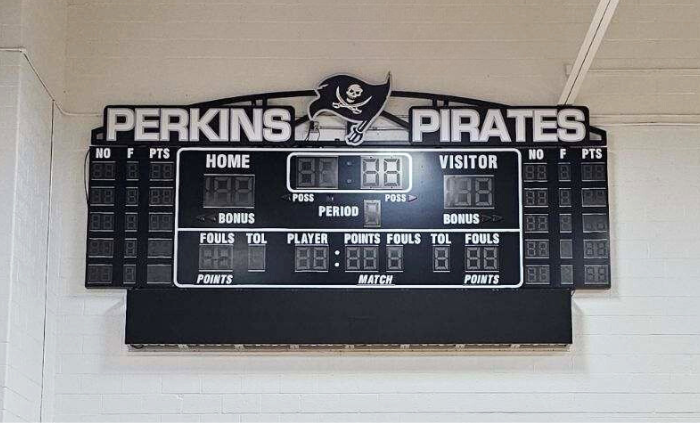 PERKINS PIRATES
NO F PTS
HOME
VISITOR
NO F PTS
POSS
POSS
PERIOD
BONUS
BONUS
FOULS TOL PLAYER POINTS FOULS TOL FOULS
POINTS MATCH POINTS